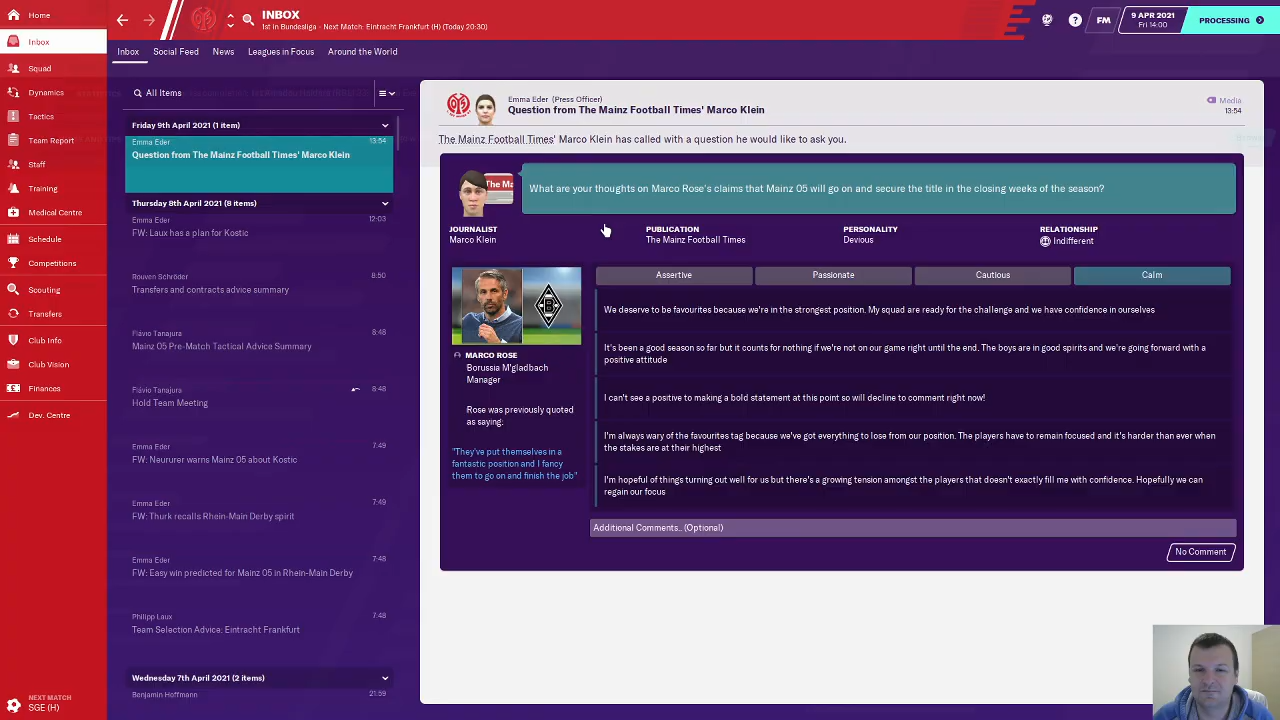 Home
INBOX
1st in Bundesliga - Next Match: Eintracht Frankfurt (H) (Today 20:30)
FM
9 APR 2021
Fri 14:00
PROCESSING
Inbox
Squad
Dynamics
Tactics
Team Report
Staff
Training
Medical Centre
Schedule
Competitions
Scouting
Transfers
Club Info
Club Vision
Finances
Dev. Centre
NEXT MATCH
SGE (H)
Inbox Social Feed News Leagues in Focus Around the World
All Items
Friday 9th April 2021 (1 item)
Emma Eder 13:54
Question from The Mainz Football Times' Marco Klein
Thursday 8th April 2021 (8 items)
Emma Eder 12:03
FW: Laux has a plan for Kostic
Rouven Schröder 8:50
Transfers and contracts advice summary
Flávio Tanajura 8:48
Mainz 05 Pre-Match Tactical Advice Summary
Flávio Tanajura 8:48
Hold Team Meeting
Emma Eder 7:49
FW: Neururer warns Mainz 05 about Kostic
Emma Eder 7:49
FW: Thurk recalls Rhein-Main Derby spirit
Emma Eder 7:48
FW: Easy win predicted for Mainz 05 in Rhein-Main Derby
Philipp Laux 7:48
Team Selection Advice: Eintracht Frankfurt
Wednesday 7th April 2021 (2 items)
Benjamin Hoffmann 21:59
Emma Eder (Press Officer)
Question from The Mainz Football Times' Marco Klein
Media
13:54
The Mainz Football Times' Marco Klein has called with a question he would like to ask you.
The Ma
What are your thoughts on Marco Rose's claims that Mainz 05 will go on and secure the title in the closing weeks of the season?
JOURNALIST PUBLICATION PERSONALITY RELATIONSHIP
Marco Klein The Mainz Football Times Devious Indifferent
Assertive Passionate Cautious Calm
MARCO ROSE
Borussia M'gladbach
Manager
Rose was previously quoted
as saying:
"They've put themselves in a
fantastic position and I fancy
them to go on and finish the job"
We deserve to be favourites because we're in the strongest position. My squad are ready for the challenge and we have confidence in ourselves
It's been a good season so far but it counts for nothing if we're not on our game right until the end. The boys are in good spirits and we're going forward with a
positive attitude
I can't see a positive to making a bold statement at this point so will decline to comment right now!
I'm always wary of the favourites tag because we've got everything to lose from our position. The players have to remain focused and it's harder than ever when
the stakes are at their highest
I'm hopeful of things turning out well for us but there's a growing tension amongst the players that doesn't exactly fill me with confidence. Hopefully we can
regain our focus
Additional Comments.. (Optional)
No Comment